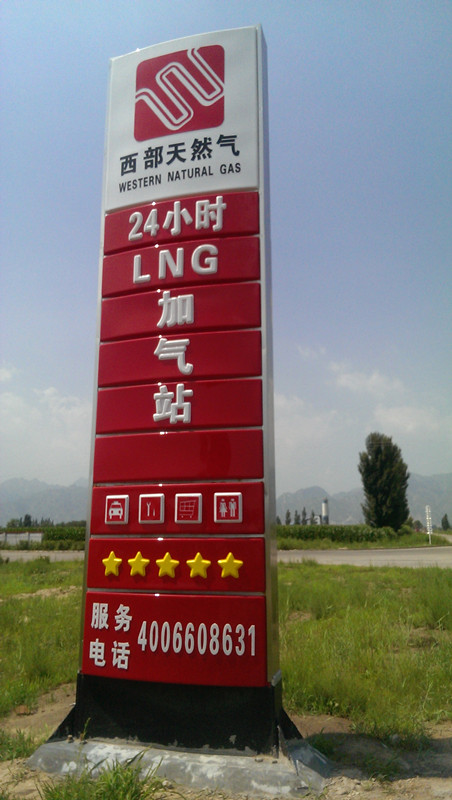 西部天然气
WESTERN NATURAL GAS
24小时
LNG
加
气
站
服务
电话
4006608631